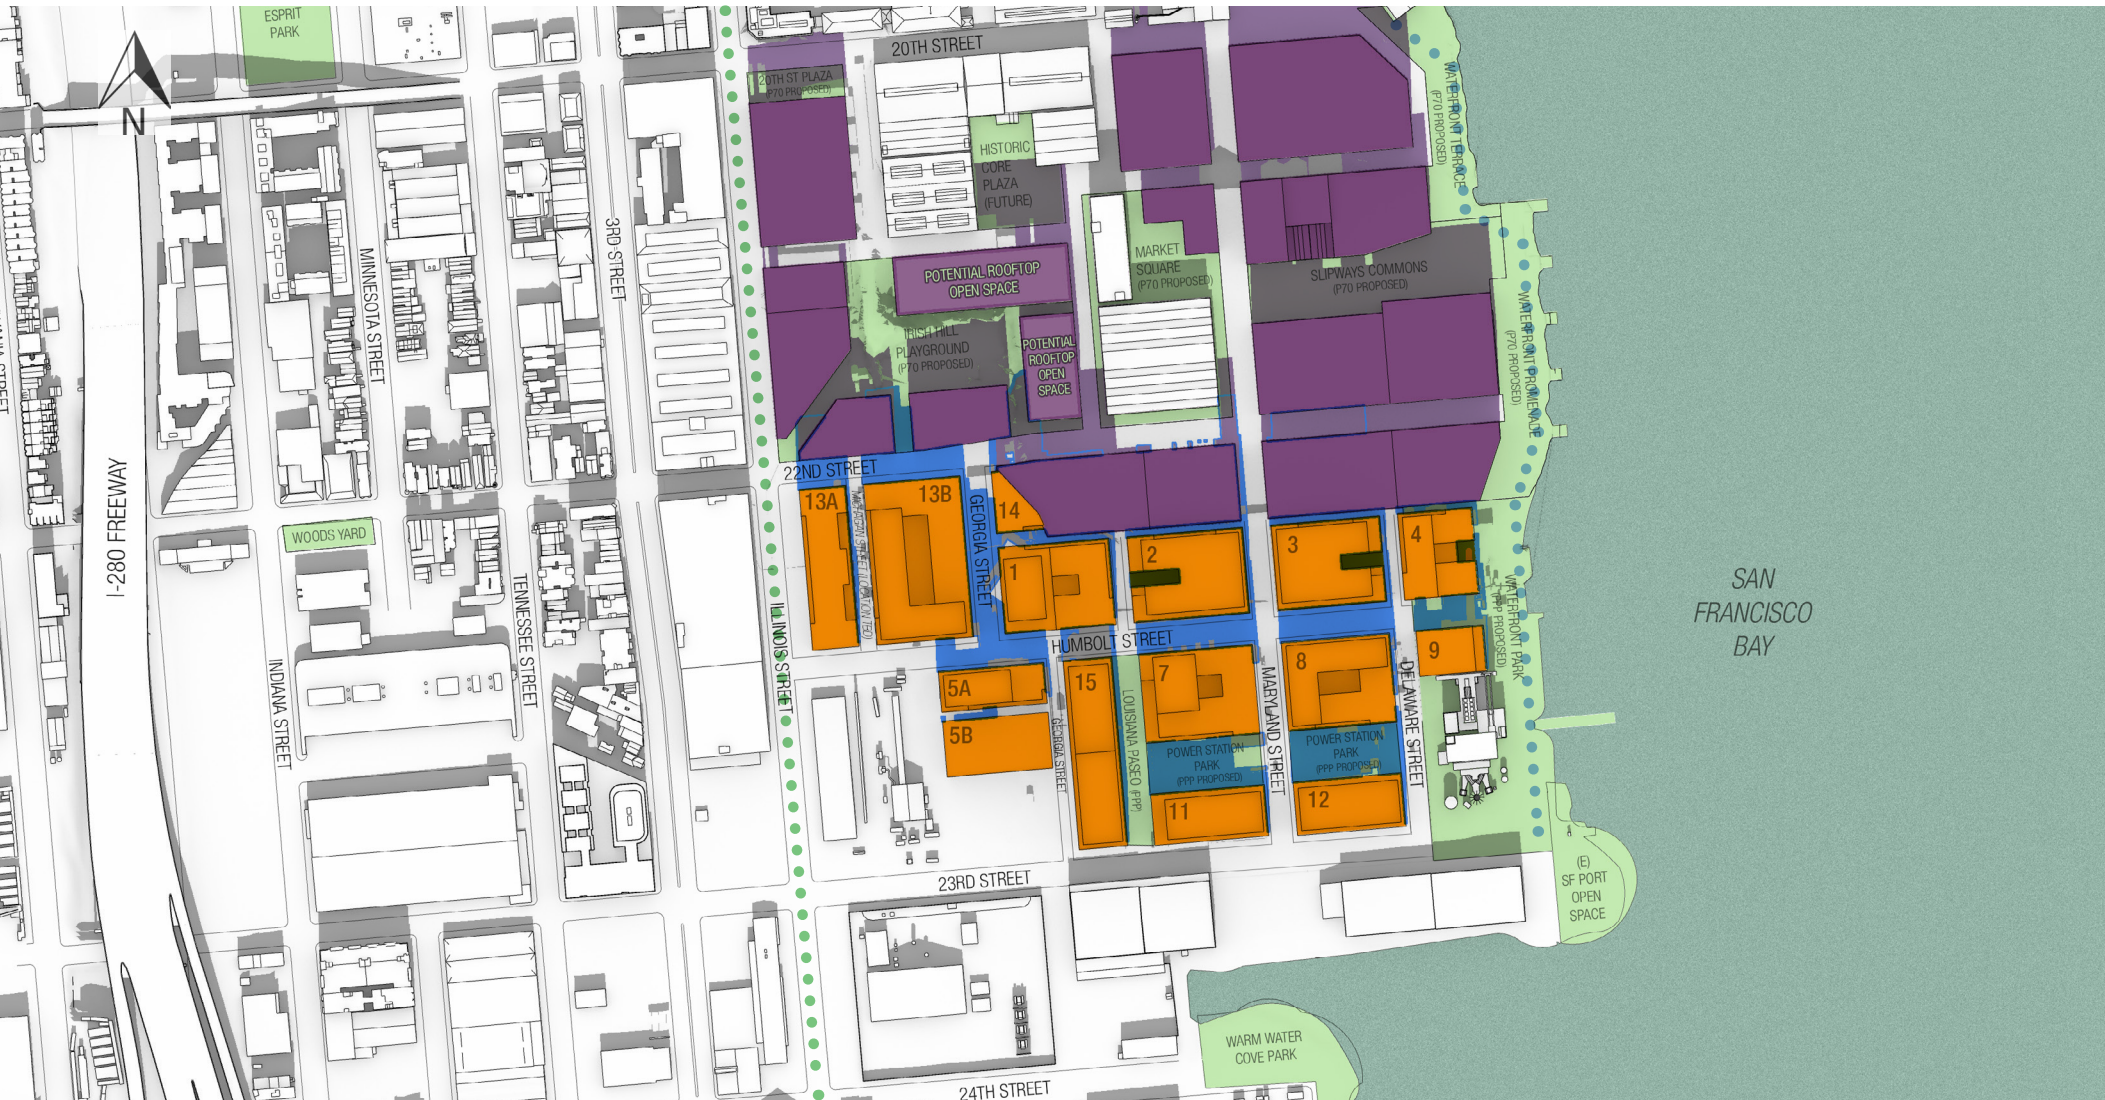 ESPRIT
PARK
N
20TH STREET
20TH ST PLAZA
(P70 PROPOSED)
HISTORIC
CORE
PLAZA
(FUTURE)
WATERFRONT TERRACE
(P70 PROPOSED)
3RD STREET
MINNESOTA STREET
POTENTIAL ROOFTOP
OPEN SPACE
MARKET
SQUARE
(P70 PROPOSED)
SLIPWAYS COMMONS
(P70 PROPOSED)
IRISH HILL
PLAYGROUND
(P70 PROPOSED)
POTENTIAL
ROOFTOP
OPEN
SPACE
WATERFRONT PROMENADE
(P70 PROPOSED)
I-280 FREEWAY
22ND STREET
13A
MICHIGAN STREET (LOCATION TBD)
13B
GEORGIA STREET
14
1
2
3
4
WOODS YARD
TENNESSEE STREET
ILLINOIS STREET
INDIANA STREET
HUMBOLT STREET
WATERFRONT PARK
(PPP PROPOSED)
SAN
FRANCISCO
BAY
5A
5B
15
GEORGIA STREET
LOUISIANA PASEO (PPP)
7
8
9
MARYLAND STREET
DELAWARE STREET
POWER STATION
PARK
(PPP PROPOSED)
POWER STATION
PARK
(PPP PROPOSED)
11
12
23RD STREET
(E)
SF PORT
OPEN
SPACE
WARM WATER
COVE PARK
24TH STREET